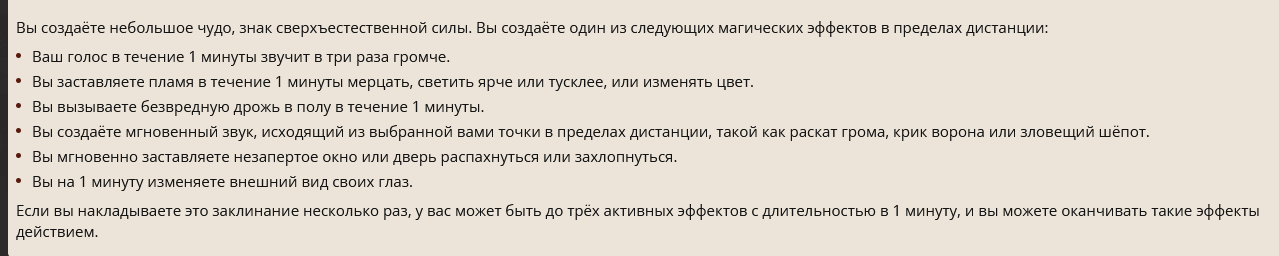 Вы создаёте небольшое чудо, знак сверхъестественной силы. Вы создаёте один из следующих магических эффектов в пределах дистанции:
• Ваш голос в течение 1 минуты звучит в три раза громче.
• Вы заставляете пламя в течение 1 минуты мерцать, светить ярче или тусклее, или изменять цвет.
• Вы вызываете безвредную дрожь в полу в течение 1 минуты.
• Вы создаёте мгновенный звук, исходящий из выбранной вами точки в пределах дистанции, такой как раскат грома, крик ворона или зловещий шёпот.
• Вы мгновенно заставляете незапертое окно или дверь распахнуться или захлопнуться.
• Вы на 1 минуту изменяете внешний вид своих глаз.
Если вы накладываете это заклинание несколько раз, у вас может быть до трёх активных эффектов с длительностью в 1 минуту, и вы можете оканчивать такие эффекты
действием.